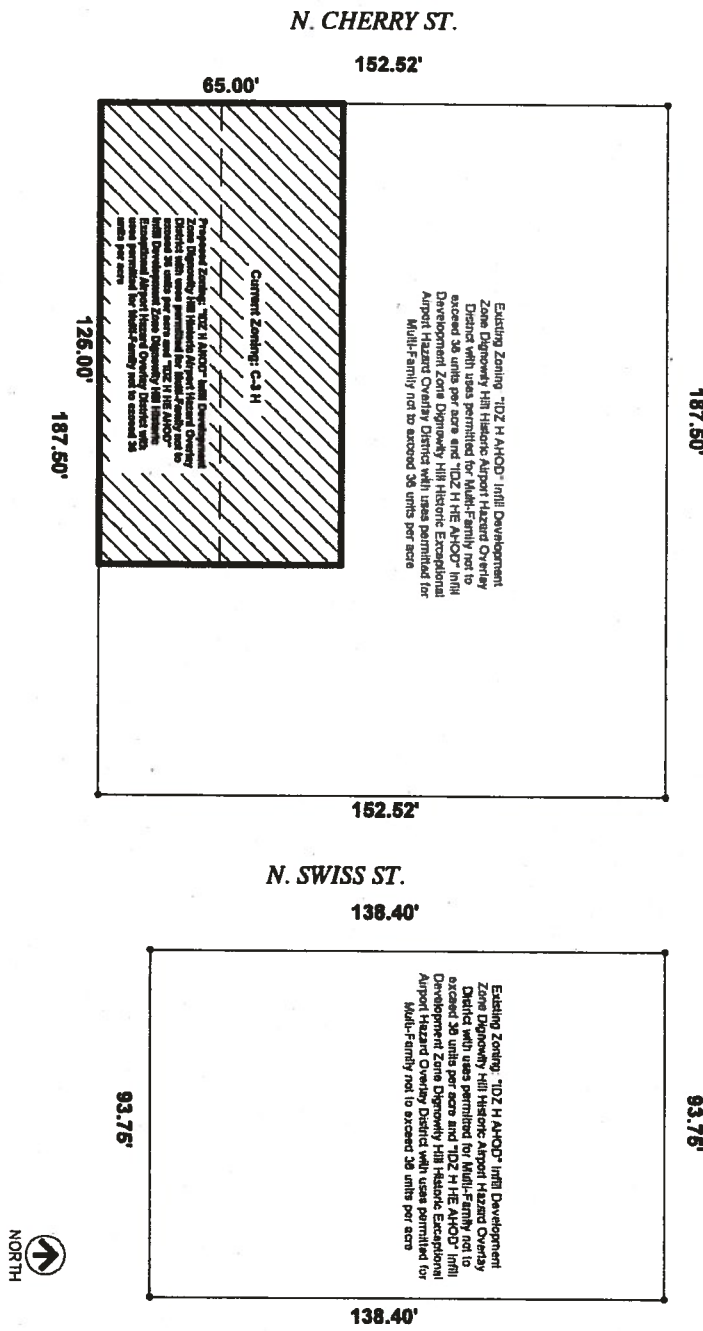 N. CHERRY ST.
152.52'
65.00'
187.50'
Existing Zoning: "IDZ H AHOD" Infill Development
Zone Dignowity Hill Historic Airport Hazard Overlay
District with uses permitted for Multi-Family not to
exceed 36 units per acre and "IDZ H HE AHOD" Infill
Development Zone Dignowity Hill Historic Exceptional
Airport Hazard Overlay District with uses permitted for
Multi-Family not to exceed 36 units per acre
Current Zoning: C-3 H
Proposed Zoning: "IDZ H AHOD" Infill Development
Zone Dignowity Hill Historic Airport Hazard Overlay
District with uses permitted for Multi-Family not to
exceed 36 units per acre and "IDZ H HE AHOD"
Infill Development Zone Dignowity Hill Historic
Exceptional Airport Hazard Overlay District with
uses permitted for Multi-Family not to exceed 36
units per acre
125.00'
187.50'
152.52'
N. SWISS ST.
138.40'
93.75'
Existing Zoning: "IDZ H AHOD" Infill Development
Zone Dignowity Hill Historic Airport Hazard Overlay
District with uses permitted for Multi-Family not to
exceed 36 units per acre and "IDZ H HE AHOD" Infill
Development Zone Dignowity Hill Historic Exceptional
Airport Hazard Overlay District with uses permitted for
Multi-Family not to exceed 36 units per acre
93.75'
138.40'
NORTH